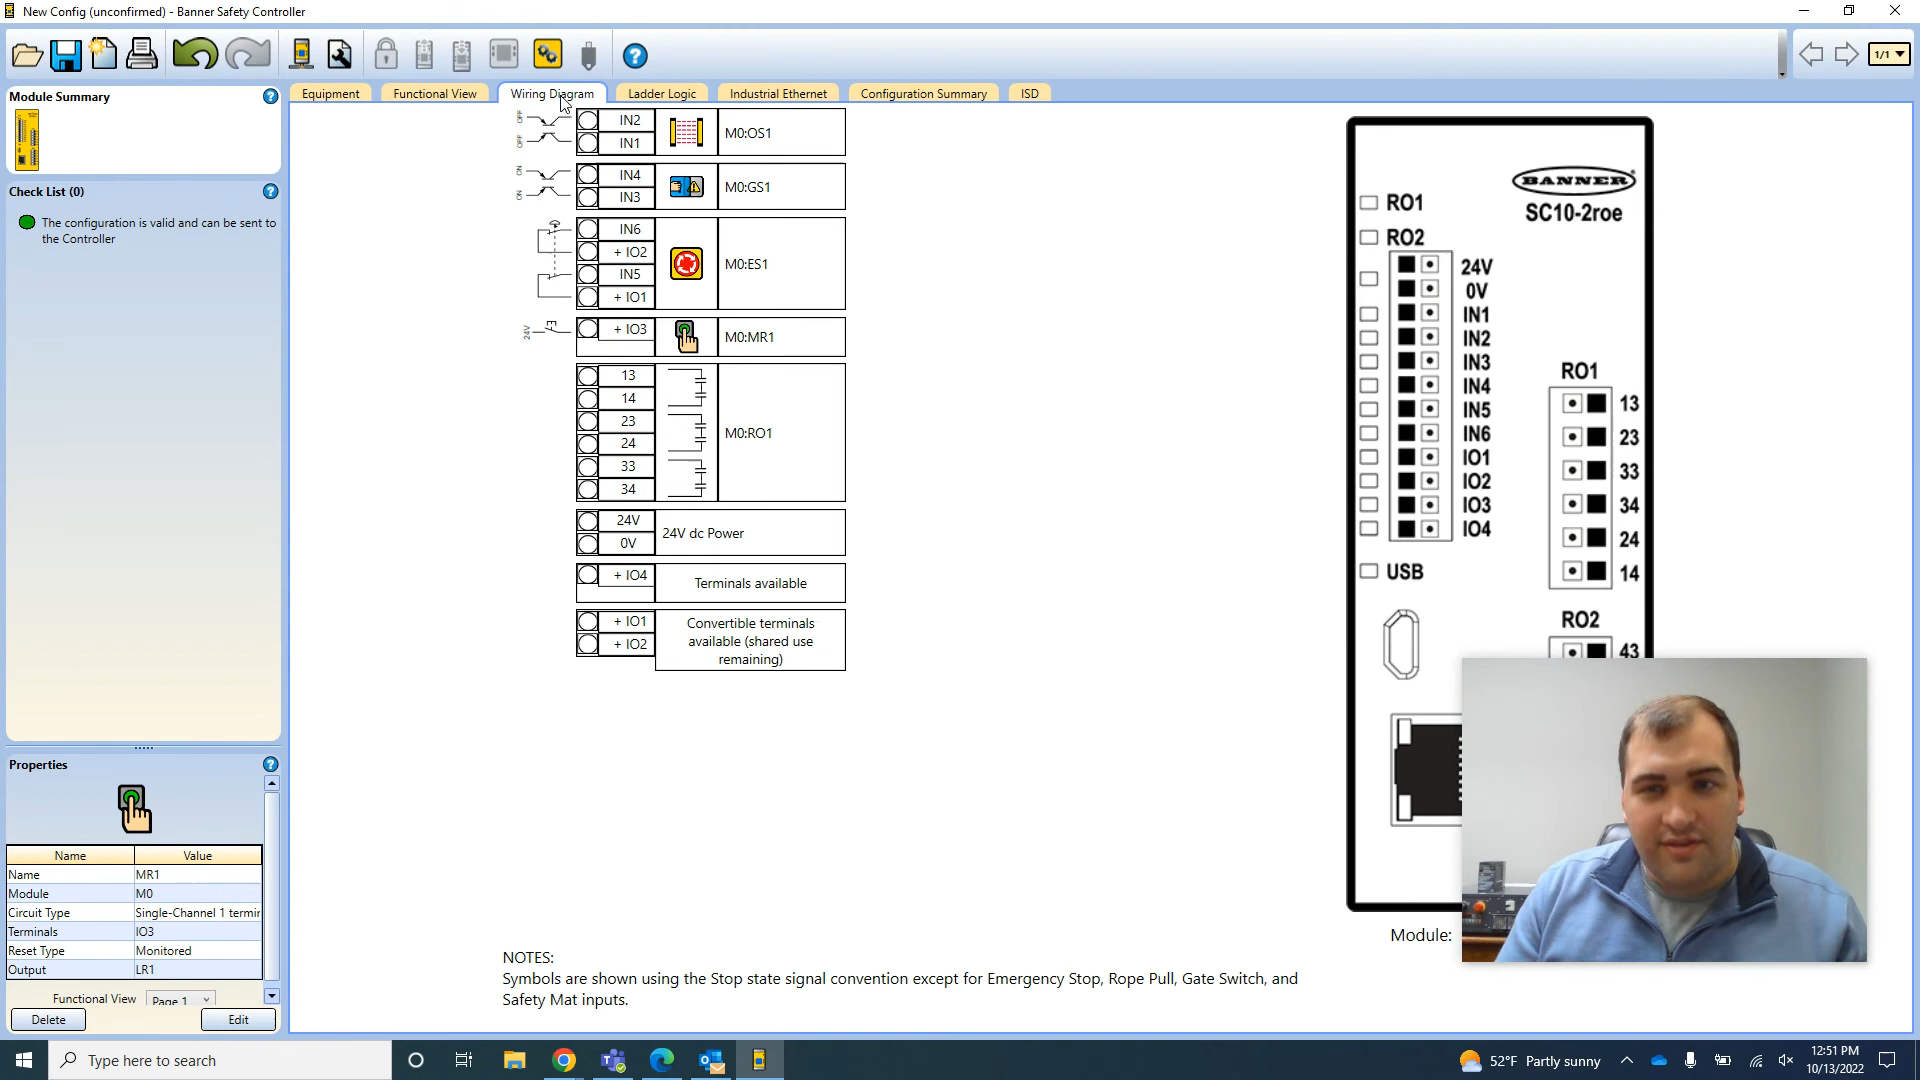 New Config (unconfirmed) - Banner Safety Controller
1/1
Module Summary
Check List (0)
The configuration is valid and can be sent to
the Controller
Properties
Name Value
Name MR1
Module M0
Circuit Type Single-Channel 1 termir
Terminals IO3
Reset Type Monitored
Output LR1
Functional View Page 1
Delete Edit
Equipment Functional View Wiring Diagram Ladder Logic Industrial Ethernet Configuration Summary ISD
OFF IN2
OFF IN1
M0:OS1
ON IN4
ON IN3
M0:GS1
IN6
+ IO2
IN5
+ IO1
M0:ES1
24V + IO3
M0:MR1
13
14
23
24
33
34
M0:RO1
24V
0V
24V dc Power
+ IO4
Terminals available
+ IO1
+ IO2
Convertible terminals
available (shared use
remaining)
NOTES:
Symbols are shown using the Stop state signal convention except for Emergency Stop, Rope Pull, Gate Switch, and
Safety Mat inputs.
BANNER
SC10-2roe
RO1
RO2
24V
0V
IN1
IN2
IN3
IN4
IN5
IN6
IO1
IO2
IO3
IO4
USB
RO1
13
23
33
34
24
14
RO2
43
Module:
Type here to search
52°F Partly sunny
12:51 PM
10/13/2022